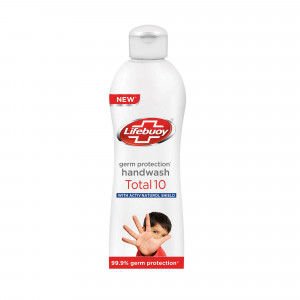 NEW
Lifebuoy
germ protection*
handwash
Total 10
WITH ACTIV NATUROL SHIELD
99.9% germ protection*